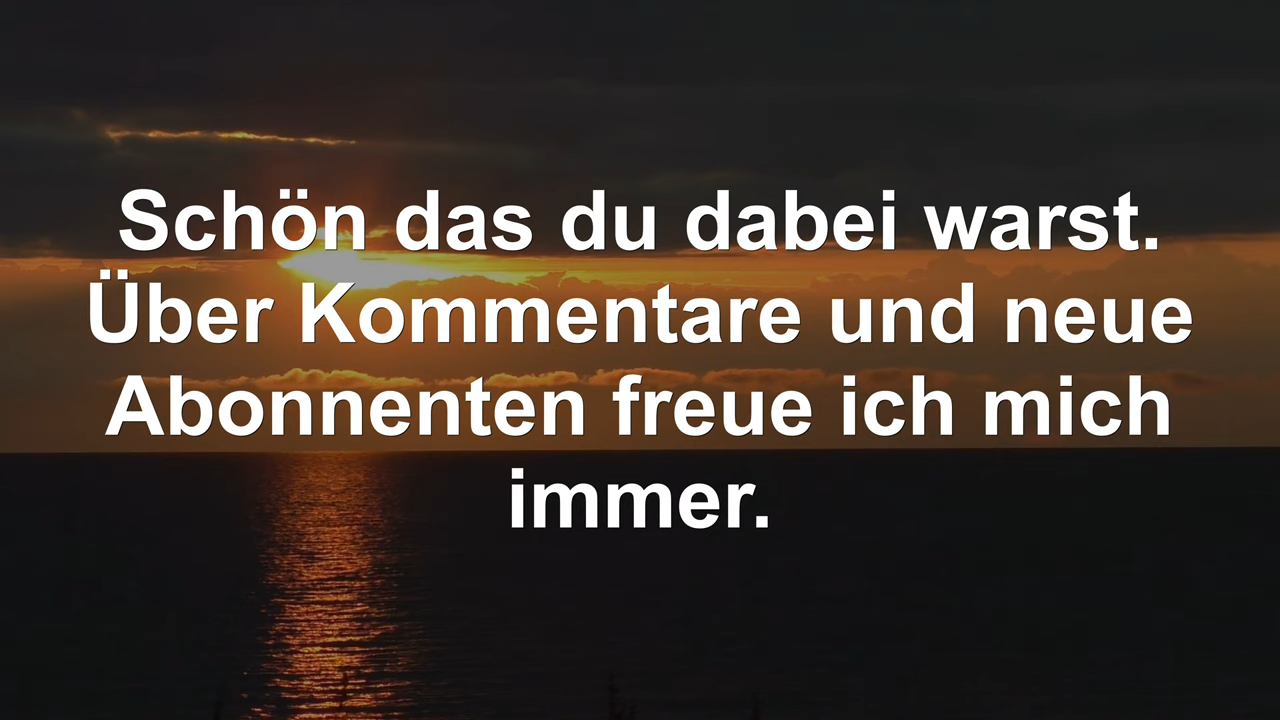 Schön das du dabei warst.
Über Kommentare und neue
Abonnenten freue ich mich
immer.